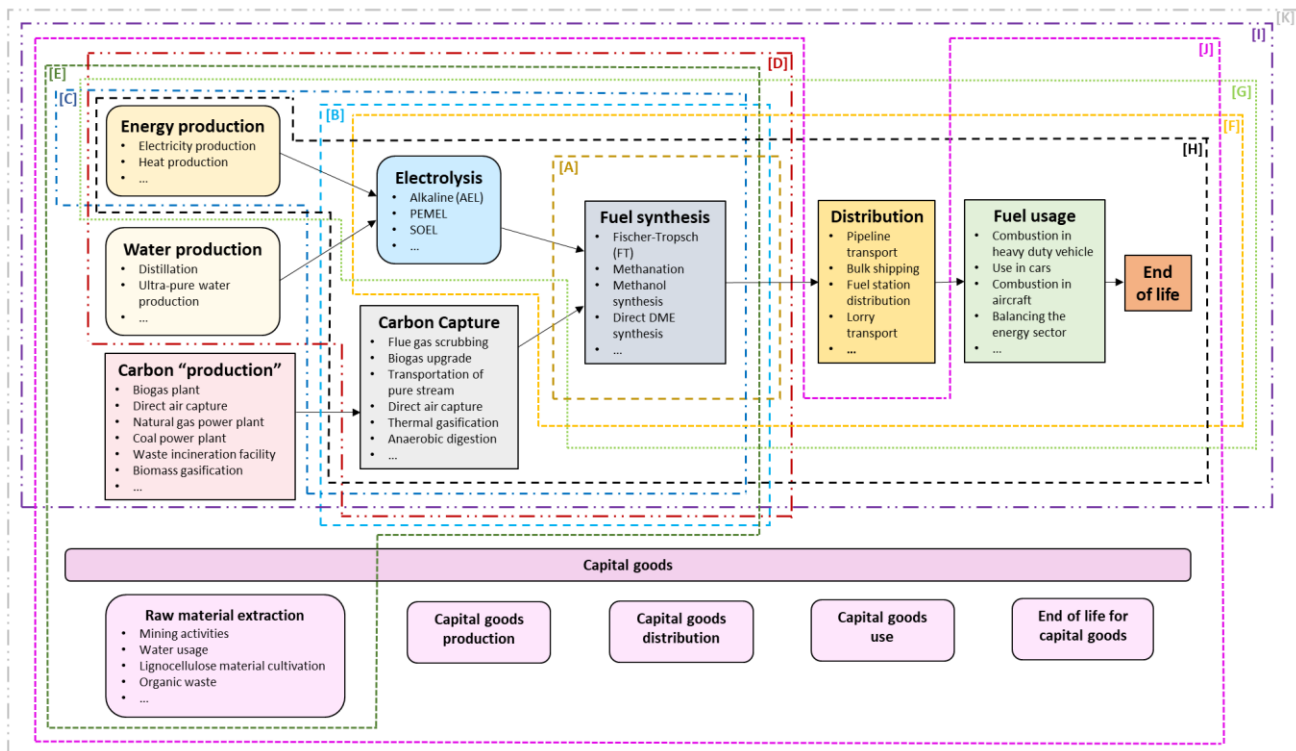 [K]
[I]
[J]
[E]
[D]
[C]
[G]
[B]
[F]
[H]
[A]
Energy production
• Electricity production
• Heat production
• ...
Water production
• Distillation
• Ultra-pure water
production
• ...
Carbon “production”
• Biogas plant
• Direct air capture
• Natural gas power plant
• Coal power plant
• Waste incineration facility
• Biomass gasification
• ...
Electrolysis
• Alkaline (AEL)
• PEMEL
• SOEL
• ...
Carbon Capture
• Flue gas scrubbing
• Biogas upgrade
• Transportation of
pure stream
• Direct air capture
• Thermal gasification
• Anaerobic digestion
• ...
Fuel synthesis
• Fischer-Tropsch
(FT)
• Methanation
• Methanol
synthesis
• Direct DME
synthesis
• ...
Distribution
• Pipeline
transport
• Bulk shipping
• Fuel station
distribution
• Lorry
transport
• ...
Fuel usage
• Combustion in
heavy duty vehicle
• Use in cars
• Combustion in
aircraft
• Balancing the
energy sector
• ...
End
of life
Capital goods
Raw material extraction
• Mining activities
• Water usage
• Lignocellulose material cultivation
• Organic waste
• ...
Capital goods
production
Capital goods
distribution
Capital goods
use
End of life for
capital goods